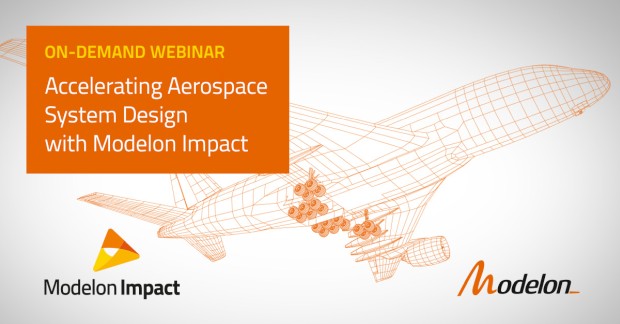 ON-DEMAND WEBINAR
Accelerating Aerospace
System Design
with Modelon Impact
Modelon Impact
Modelon